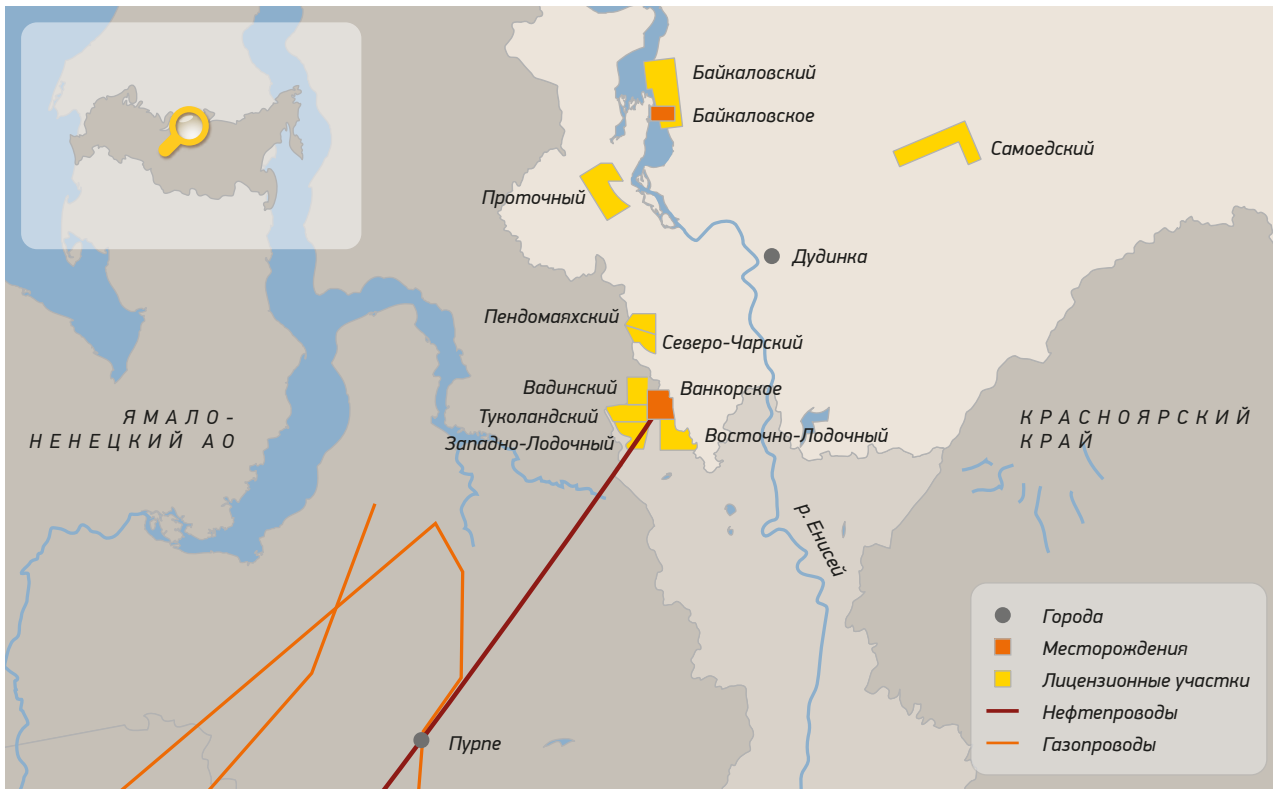 Байкаловский
Байкаловское
Самоедский
Проточный
Дудинка
Пендомаяхский
Северо-Чарский
Вадинский
Ванкорское
Туколандский
Западно-Лодочный
Восточно-Лодочный
ЯМАЛО-
НЕНЕЦКИЙ АО
КРАСНОЯРСКИЙ
КРАЙ
р. Енисей
Пурпе
Города
Месторождения
Лицензионные участки
Нефтепроводы
Газопроводы